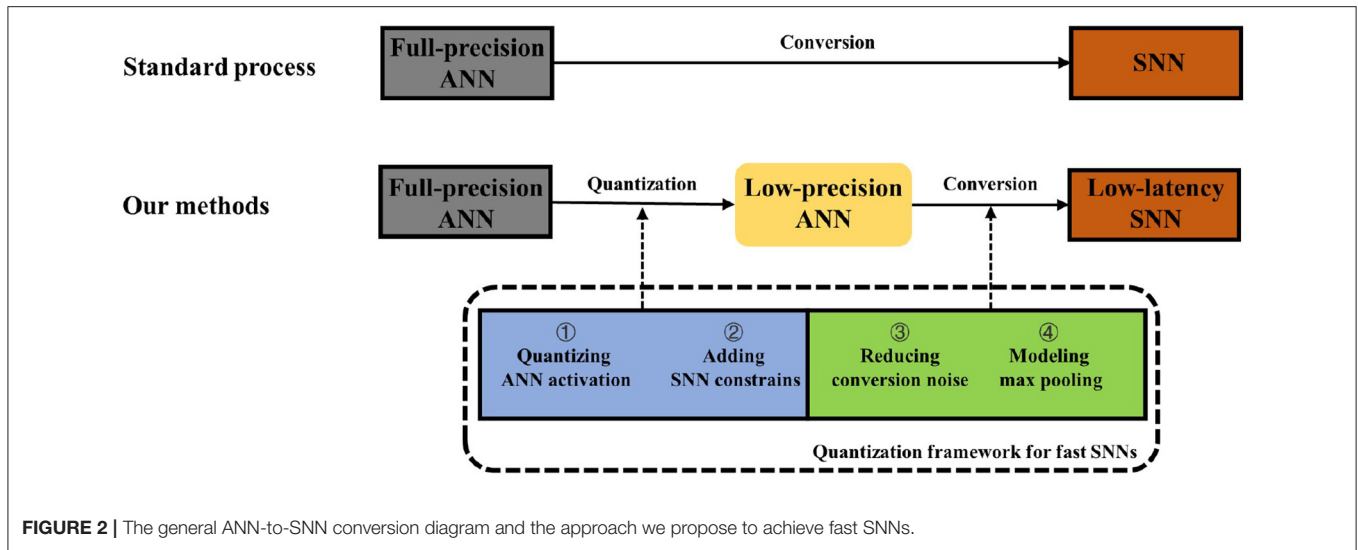 Standard process
Full-precision
ANN
Conversion
SNN
Our methods
Full-precision
ANN
Quantization
Low-precision
ANN
Conversion
Low-latency
SNN
①
Quantizing
ANN activation
②
Adding
SNN constrains
③
Reducing
conversion noise
④
Modeling
max pooling
Quantization framework for fast SNNs
FIGURE 2 | The general ANN-to-SNN conversion diagram and the approach we propose to achieve fast SNNs.